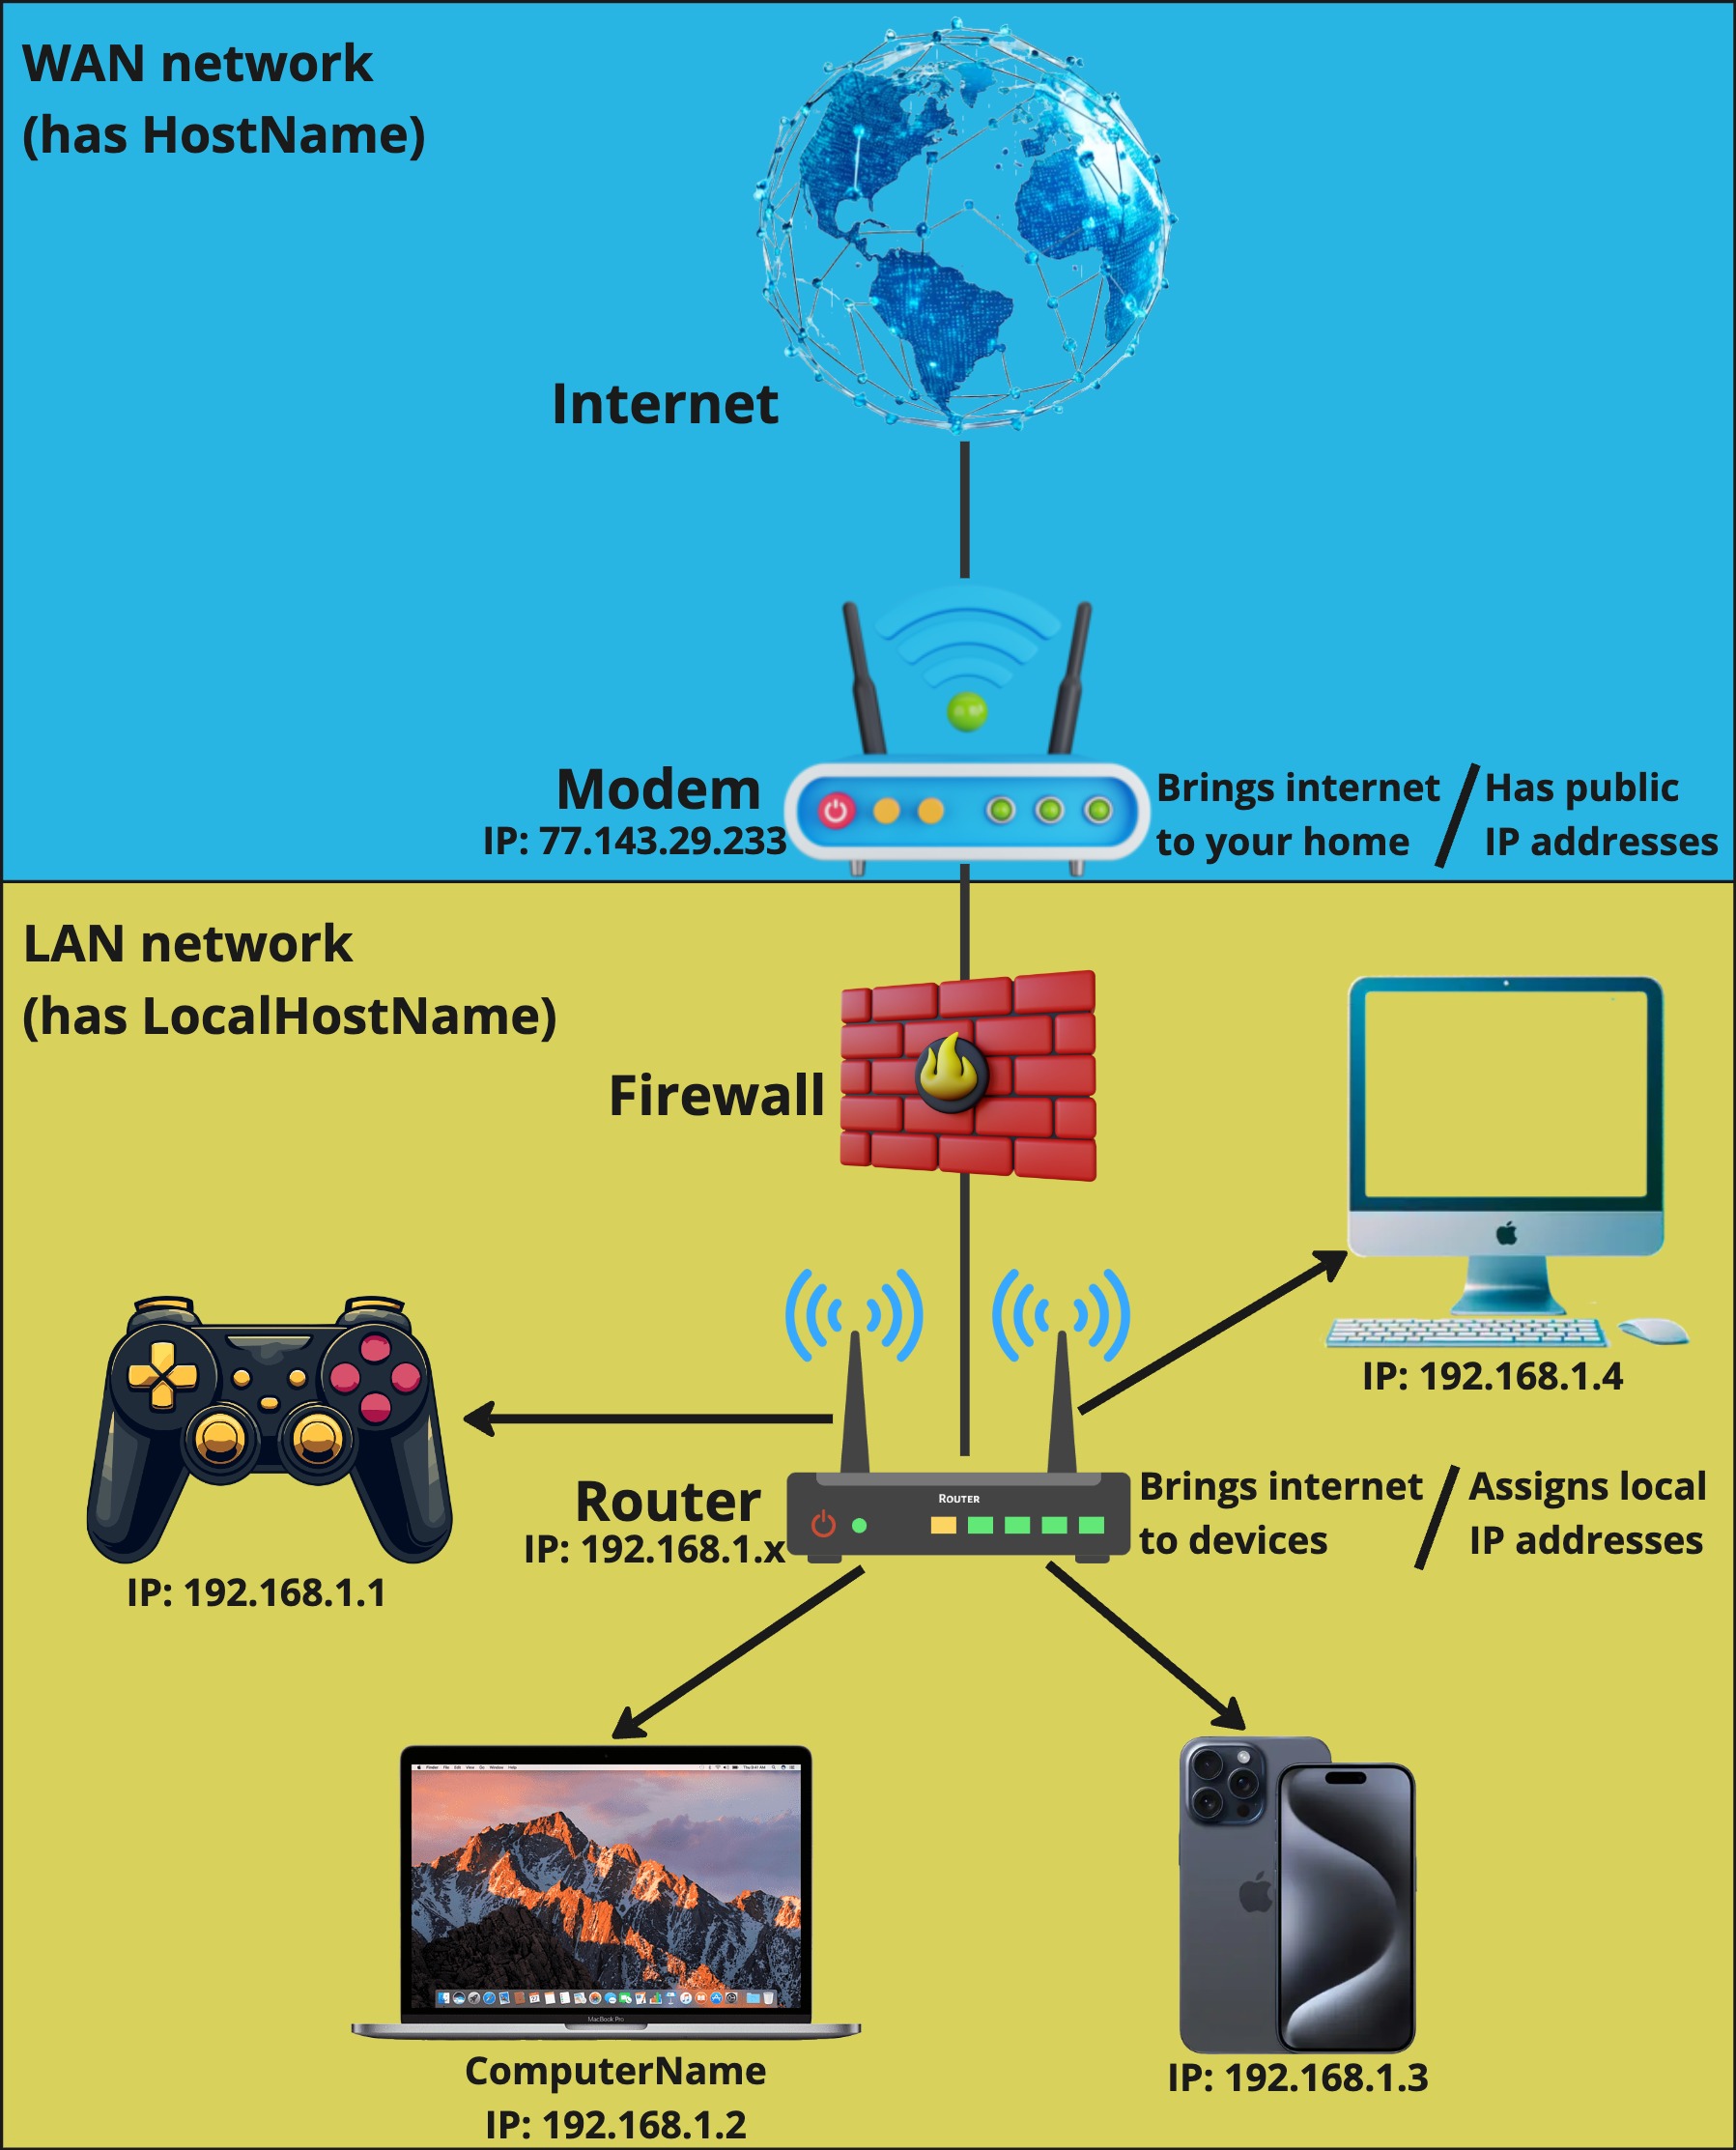 WAN network
(has HostName)
Internet
Modem
IP: 77.143.29.233
Brings internet
to your home
Has public
IP addresses
LAN network
(has LocalHostName)
Firewall
IP: 192.168.1.4
Router
IP: 192.168.1.x
ROUTER
Brings internet
to devices
Assigns local
IP addresses
IP: 192.168.1.1
MacBook Pro
ComputerName
IP: 192.168.1.2
IP: 192.168.1.3